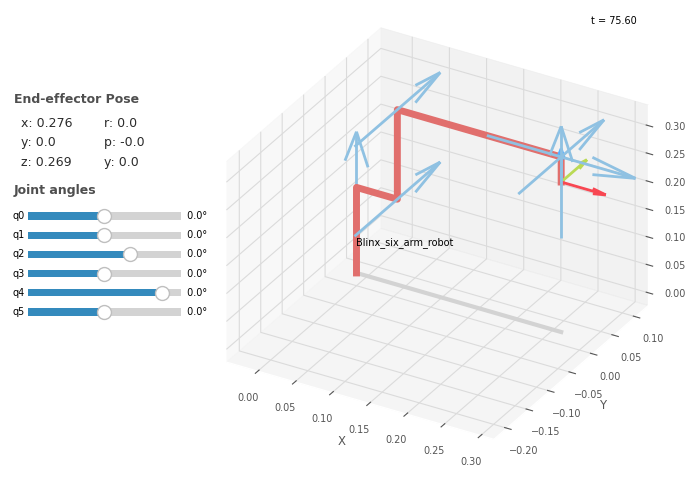 t = 75.60
End-effector Pose
x: 0.276 r: 0.0
y: 0.0 p: -0.0
z: 0.269 y: 0.0
Joint angles
q0 0.0°
q1 0.0°
q2 0.0°
q3 0.0°
q4 0.0°
q5 0.0°
Blinx_six_arm_robot
0.30
0.25
0.20
0.15
0.10
0.05
0.00
0.10
0.05
0.00
−0.05
−0.10
−0.15
−0.20
Y
0.00
0.05
0.10
0.15
0.20
0.25
0.30
X